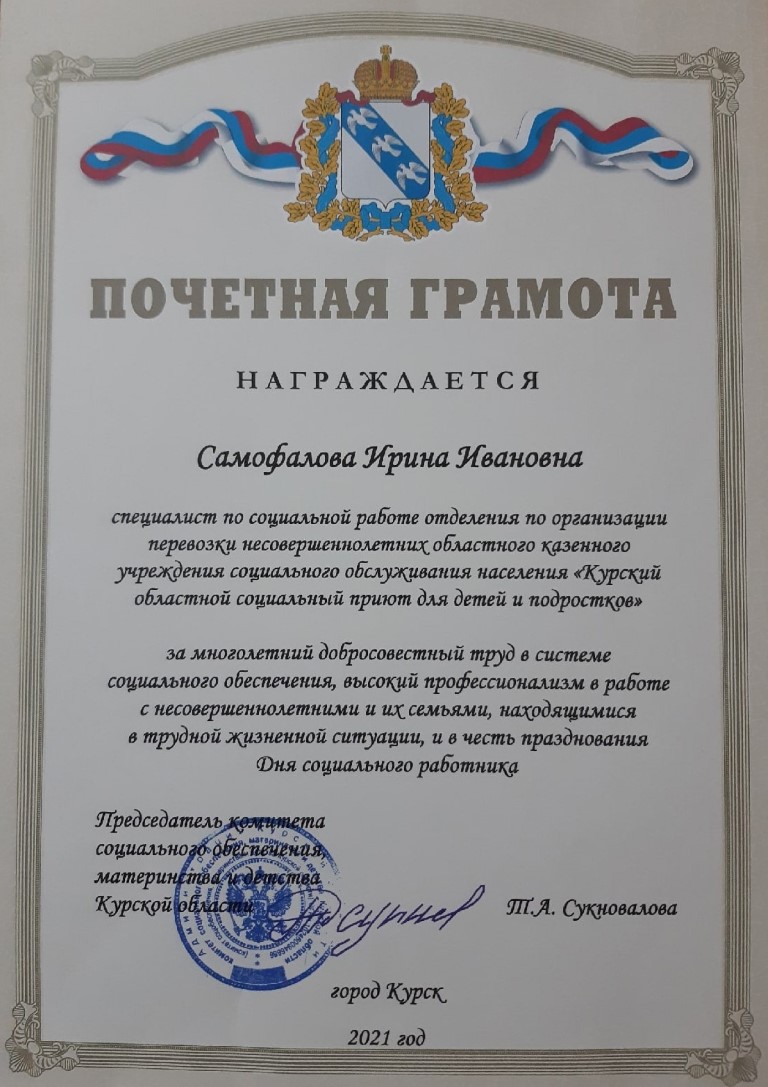 ПОЧЕТНАЯ ГРАМОТА
НАГРАЖДАЕТСЯ
Самофалова Ирина Ивановна
специалист по социальной работе отделения по организации
перевозки несовершеннолетних областного казенного
учреждения социального обслуживания населения «Курский
областной социальный приют для детей и подростков»
за многолетний добросовестный труд в системе
социального обеспечения, высокий профессионализм в работе
с несовершеннолетними и их семьями, находящимися
в трудной жизненной ситуации, и в честь празднования
Дня социального работника
Председатель комитета
социального обеспечения,
материнства и детства
Курской области
Т.А. Сукновалова
город Курск
2021 год